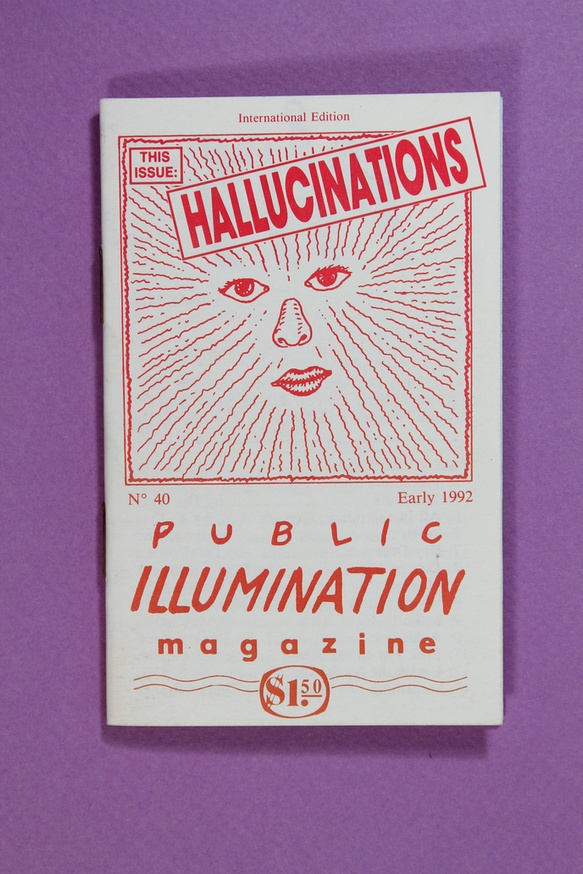 International Edition
THIS
ISSUE:
HALLUCINATIONS
N° 40
Early 1992
PUBLIC
ILLUMINATION
magazine
$1.50